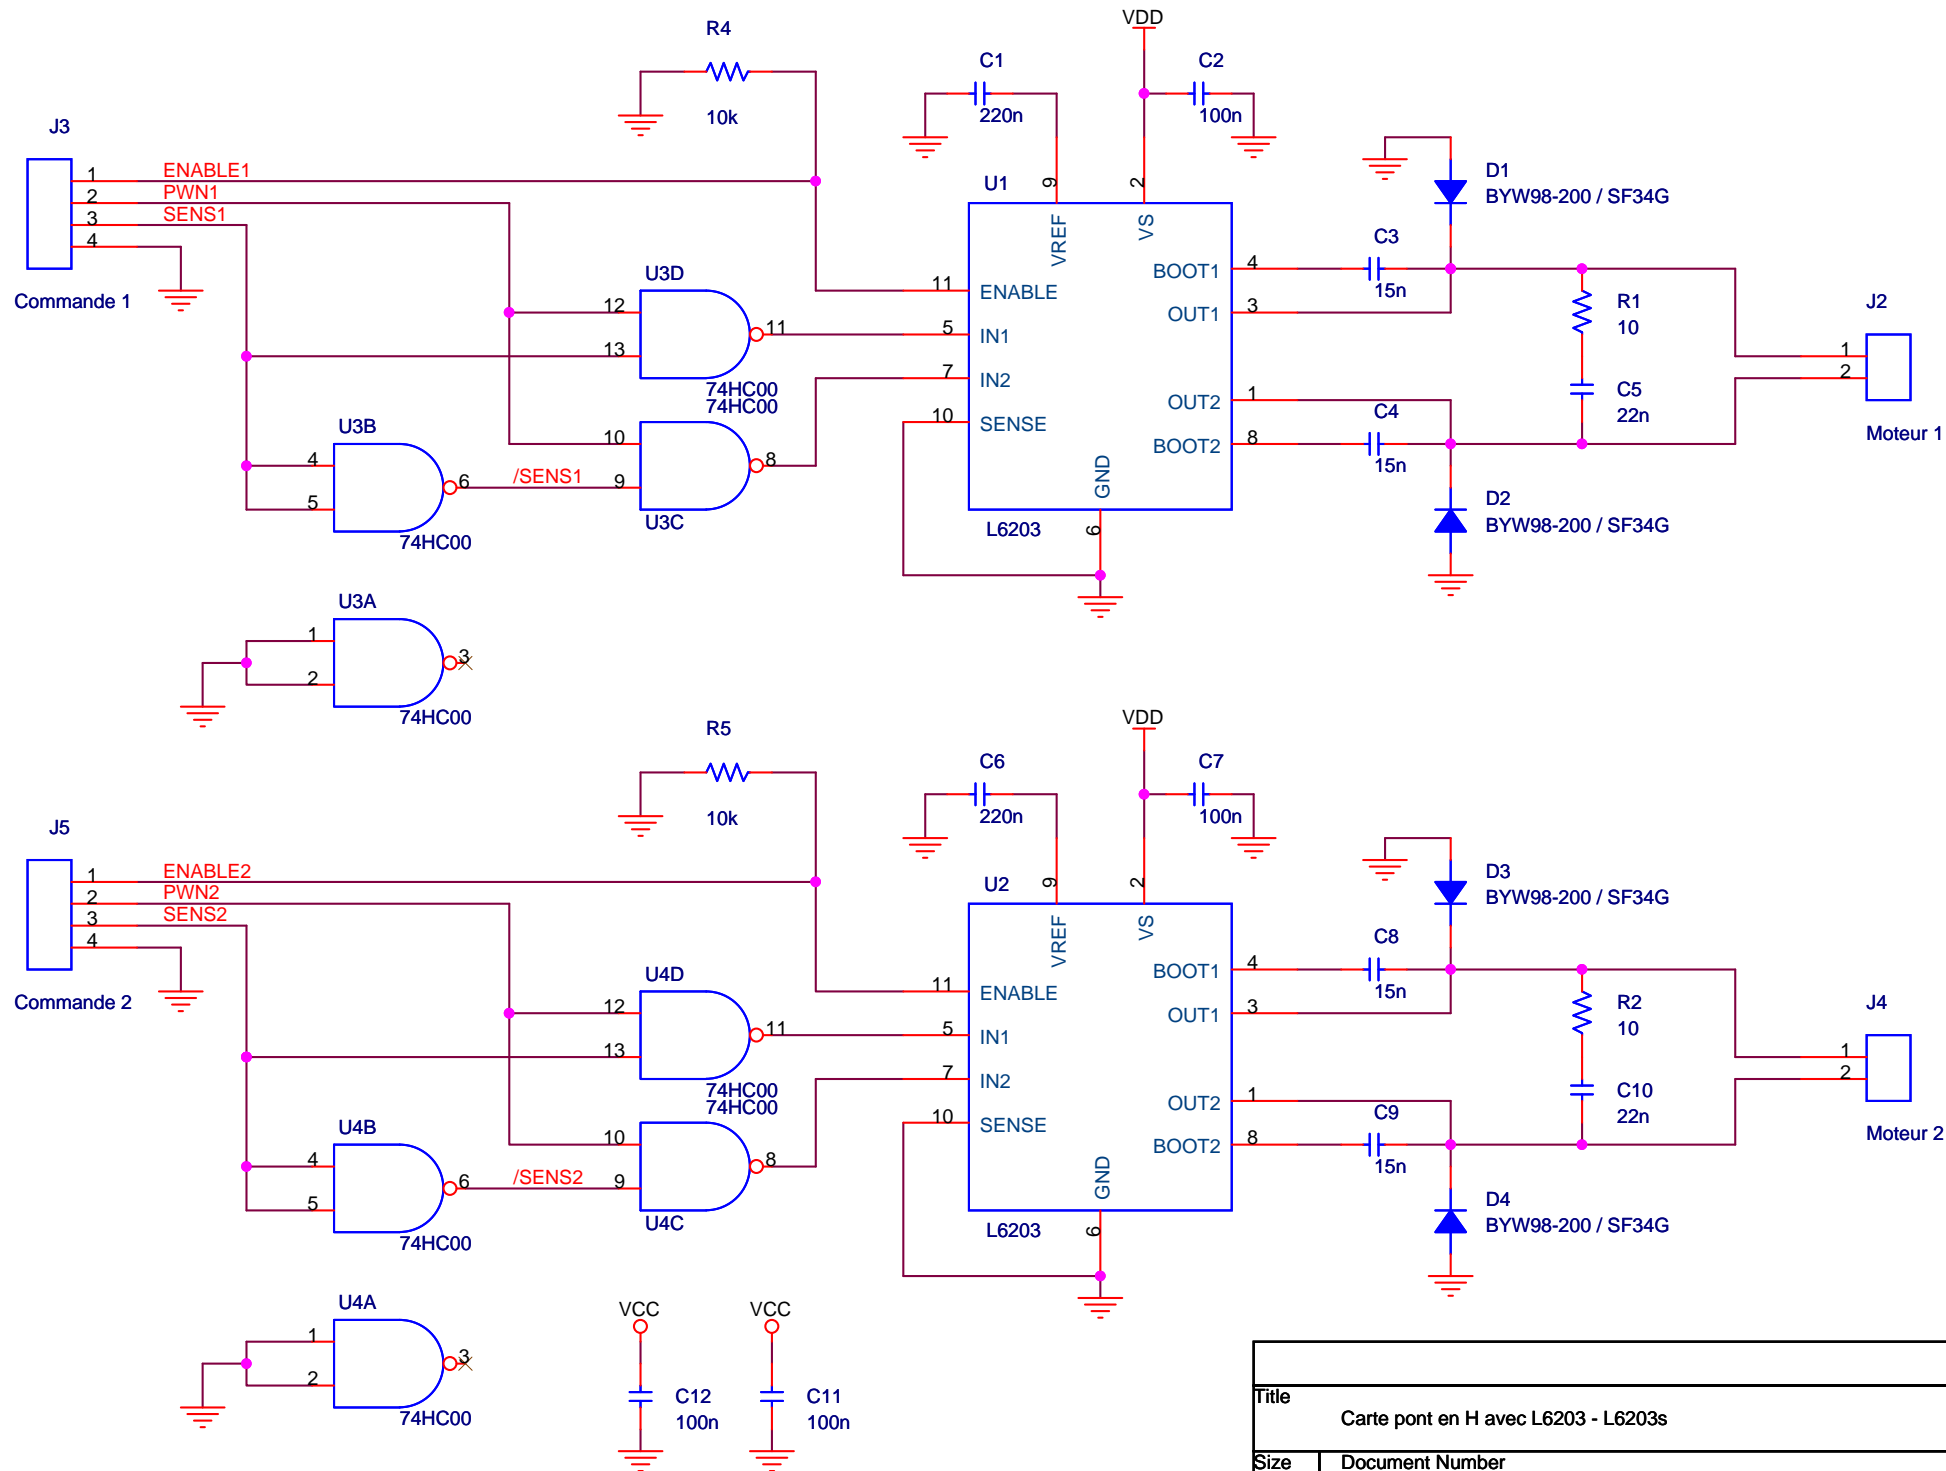 R4
10k
VDD
C1
220n
C2
100n
J3
1
2
3
4
ENABLE1
PWN1
SENS1
Commande 1
U3D
12
13
11
74HC00
74HC00
10
9
8
U3C
U3B
4
5
6
74HC00
/SENS1
U3A
1
2
3
74HC00
U1
9
2
VREF
VS
11
ENABLE
5
IN1
7
IN2
10
SENSE
GND
6
L6203
BOOT1
4
OUT1
3
OUT2
1
BOOT2
8
C3
15n
C4
15n
D1
BYW98-200 / SF34G
R1
10
C5
22n
D2
BYW98-200 / SF34G
J2
1
2
Moteur 1
R5
10k
VDD
C6
220n
C7
100n
J5
1
2
3
4
ENABLE2
PWN2
SENS2
Commande 2
U4D
12
13
11
74HC00
74HC00
10
9
8
U4C
U4B
4
5
6
74HC00
/SENS2
U4A
1
2
3
74HC00
U2
9
2
VREF
VS
11
ENABLE
5
IN1
7
IN2
10
SENSE
GND
6
L6203
BOOT1
4
OUT1
3
OUT2
1
BOOT2
8
C8
15n
C9
15n
D3
BYW98-200 / SF34G
R2
10
C10
22n
D4
BYW98-200 / SF34G
J4
1
2
Moteur 2
VCC
C12
100n
VCC
C11
100n
Title
Carte pont en H avec L6203 - L6203s
Size
Document Number